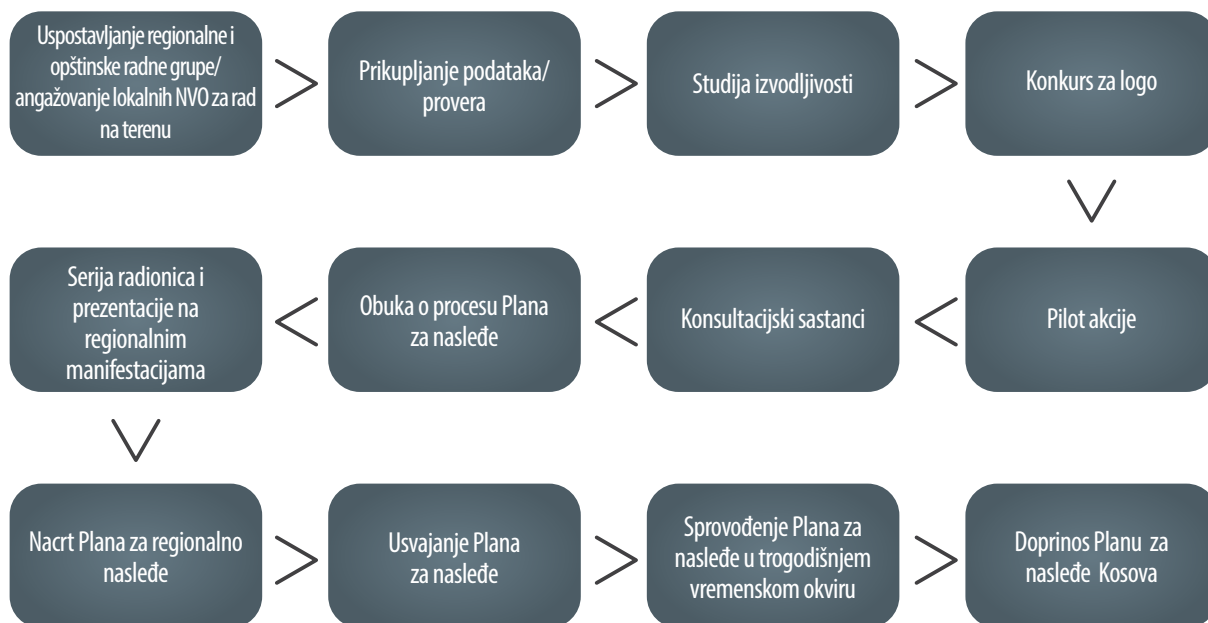 Uspostavljanje regionalne i
opštinske radne grupe/
angažovanje lokalnih NVO za rad
na terenu
Prikupljanje podataka/
provera
Studija izvodljivosti
Konkurs za logo
Pilot akcije
Konsultacijski sastanci
Obuka o procesu Plana
za nasleđe
Serija radionica i
prezentacije na
regionalnim
manifestacijama
Nacrt Plana za regionalno
nasleđe
Usvajanje Plana
za nasleđe
Sprovođenje Plana za
nasleđe u trogodišnjem
vremenskom okviru
Doprinos Planu za
nasleđe Kosova